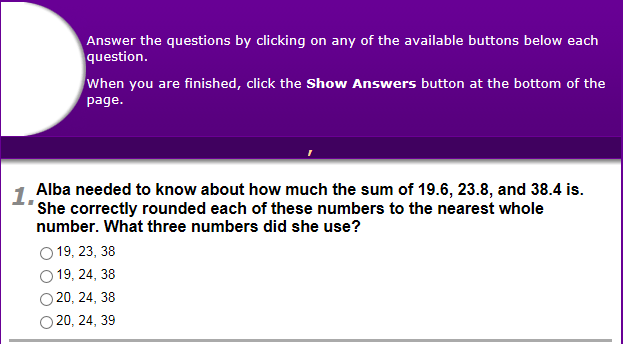 Answer the questions by clicking on any of the available buttons below each
question.
When you are finished, click the Show Answers button at the bottom of the
page.
,
1. Alba needed to know about how much the sum of 19.6, 23.8, and 38.4 is.
She correctly rounded each of these numbers to the nearest whole
number. What three numbers did she use?
19, 23, 38
19, 24, 38
20, 24, 38
20, 24, 39